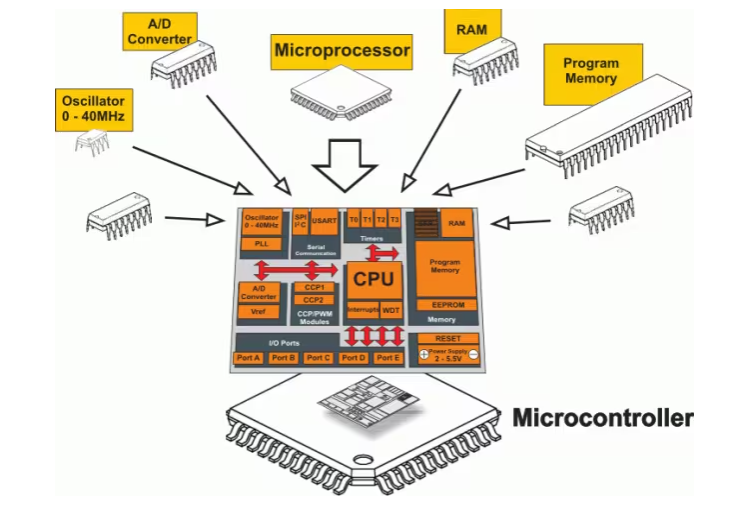 A/D
Converter
RAM
Microprocessor
Program
Memory
Oscillator
0 - 40MHz
Oscillator
0 - 40MHz
PLL
SPI
I²C
USART
Serial
Communication
T0 T1 T2 T3
Timers
RAM
Program
Memory
EEPROM
Memory
CPU
Interrupts
WDT
A/D
Converter
Vref
CCP1
CCP2
CCP/PWM
Modules
I/O Ports
Port A Port B Port C Port D Port E
RESET
+ Power Supply −
2 - 5.5V
Microcontroller